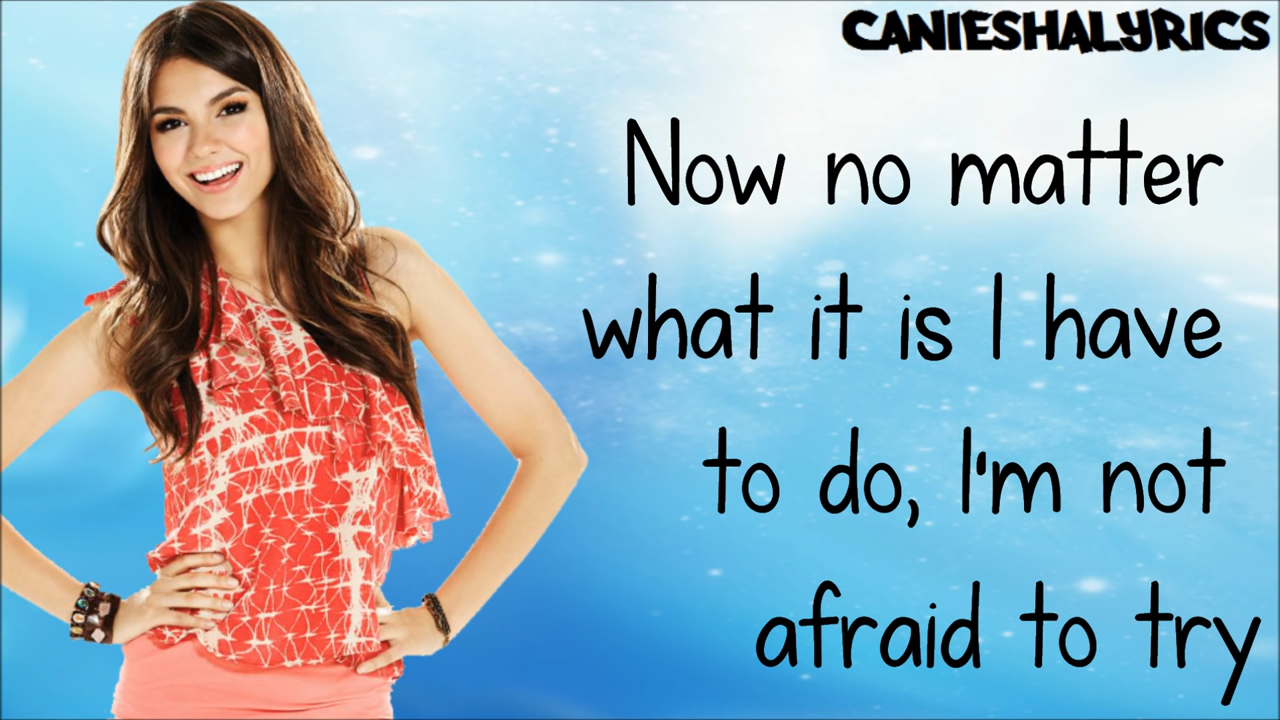 CANIESHALYRICS
Now no matter
what it is I have
to do, I'm not
afraid to try